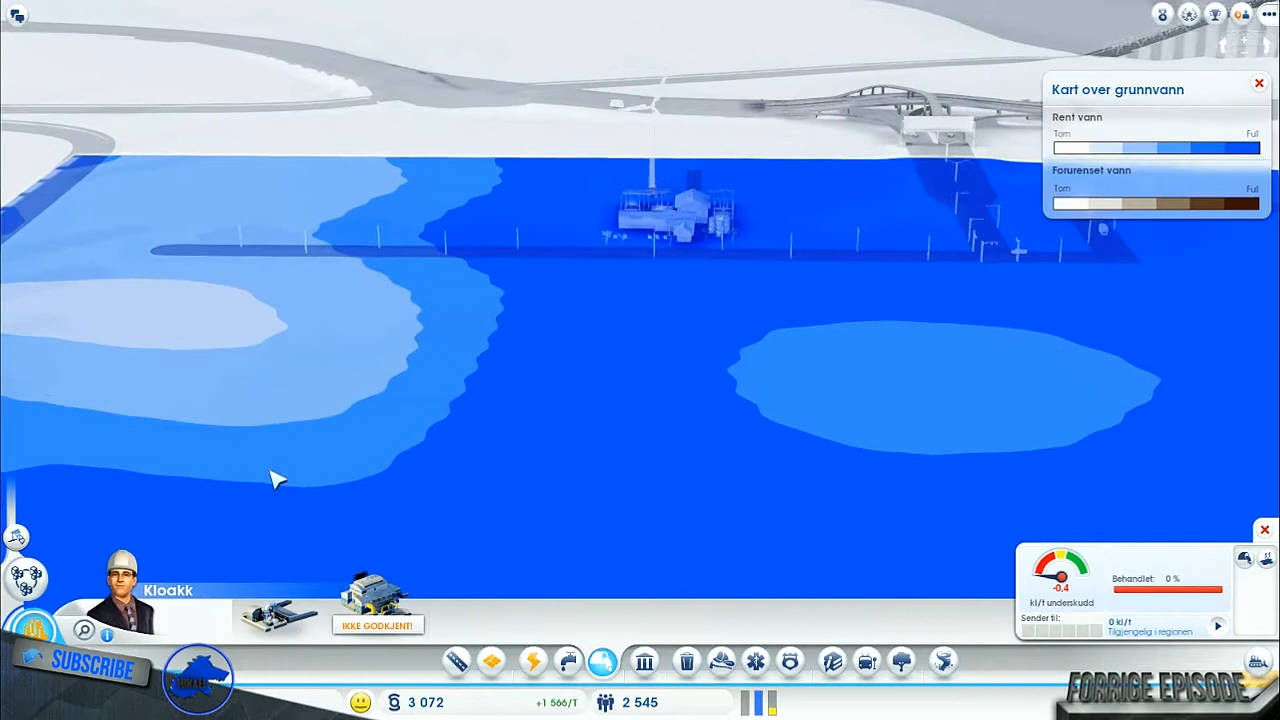 Kart over grunnvann
Rent vann
Tom Full
Forurenset vann
Tom Full
Kloakk
IKKE GODKJENT!
-0,4
kl/t underskudd
Behandlet: 0 %
Sender til:
0 kl/t
Tilgjengelig i regionen
SUBSCRIBE
3 072
+1 566/T
2 545
FORRIGE EPISODE